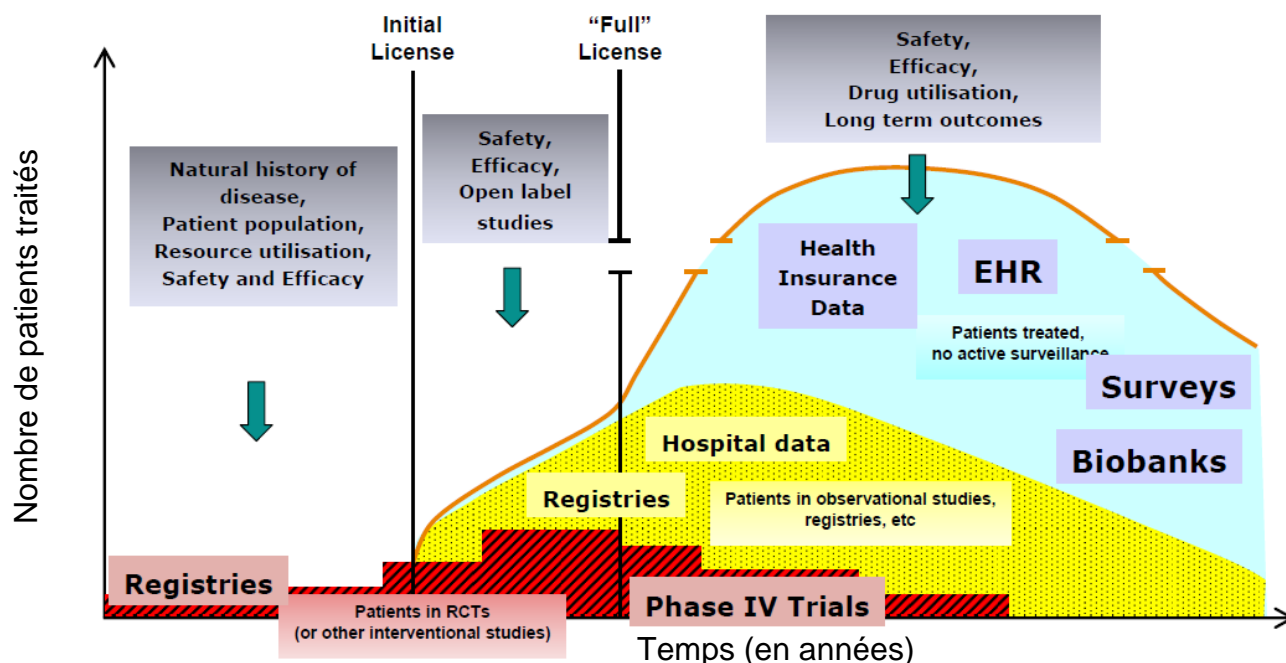 Initial
License
“Full”
License
Safety,
Efficacy,
Drug utilisation,
Long term outcomes
Safety,
Efficacy,
Open label
studies
Natural history of
disease,
Patient population,
Resource utilisation,
Safety and Efficacy
Nombre de patients traités
Health
Insurance
Data
EHR
Patients treated,
no active surveillance
Surveys
Biobanks
Hospital data
Registries
Patients in observational studies,
registries, etc
Registries
Patients in RCTs
(or other interventional studies)
Phase IV Trials
Temps (en années)